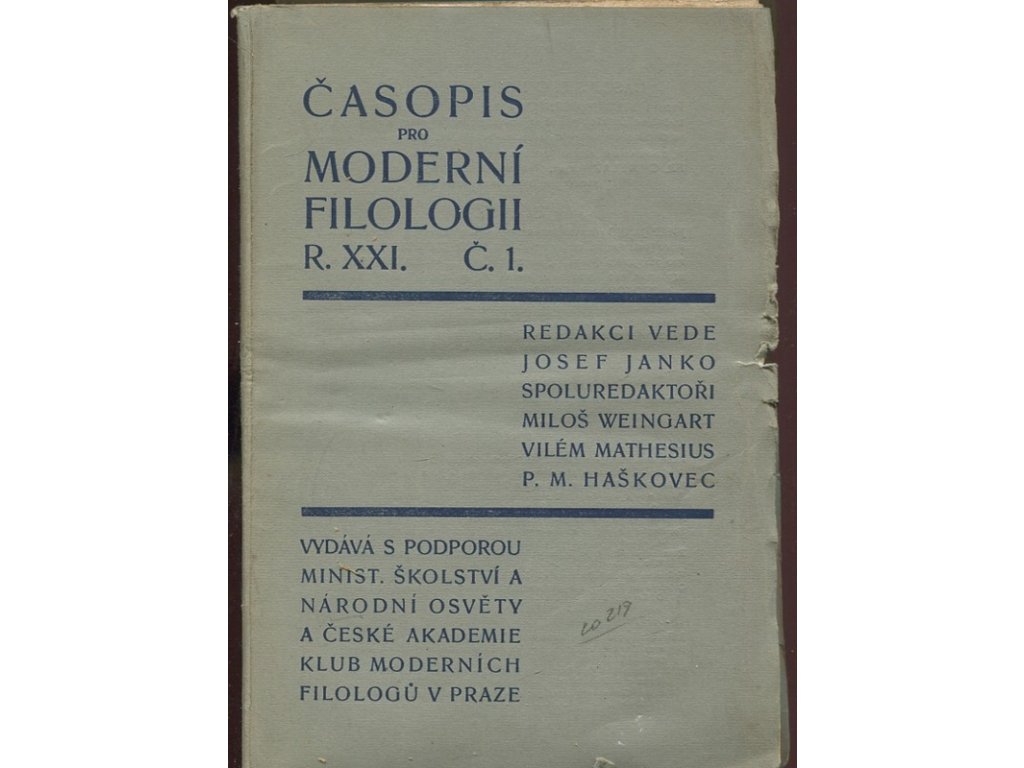 ČASOPIS
PRO
MODERNÍ
FILOLOGII
R. XXI. Č. 1.
REDAKCI VEDE
JOSEF JANKO
SPOLUREDAKTOŘI
MILOŠ WEINGART
VILÉM MATHESIUS
P. M. HAŠKOVEC
VYDÁVÁ S PODPOROU
MINIST. ŠKOLSTVÍ A
NÁRODNÍ OSVĚTY
A ČESKÉ AKADEMIE
KLUB MODERNÍCH
FILOLOGŮ V PRAZE